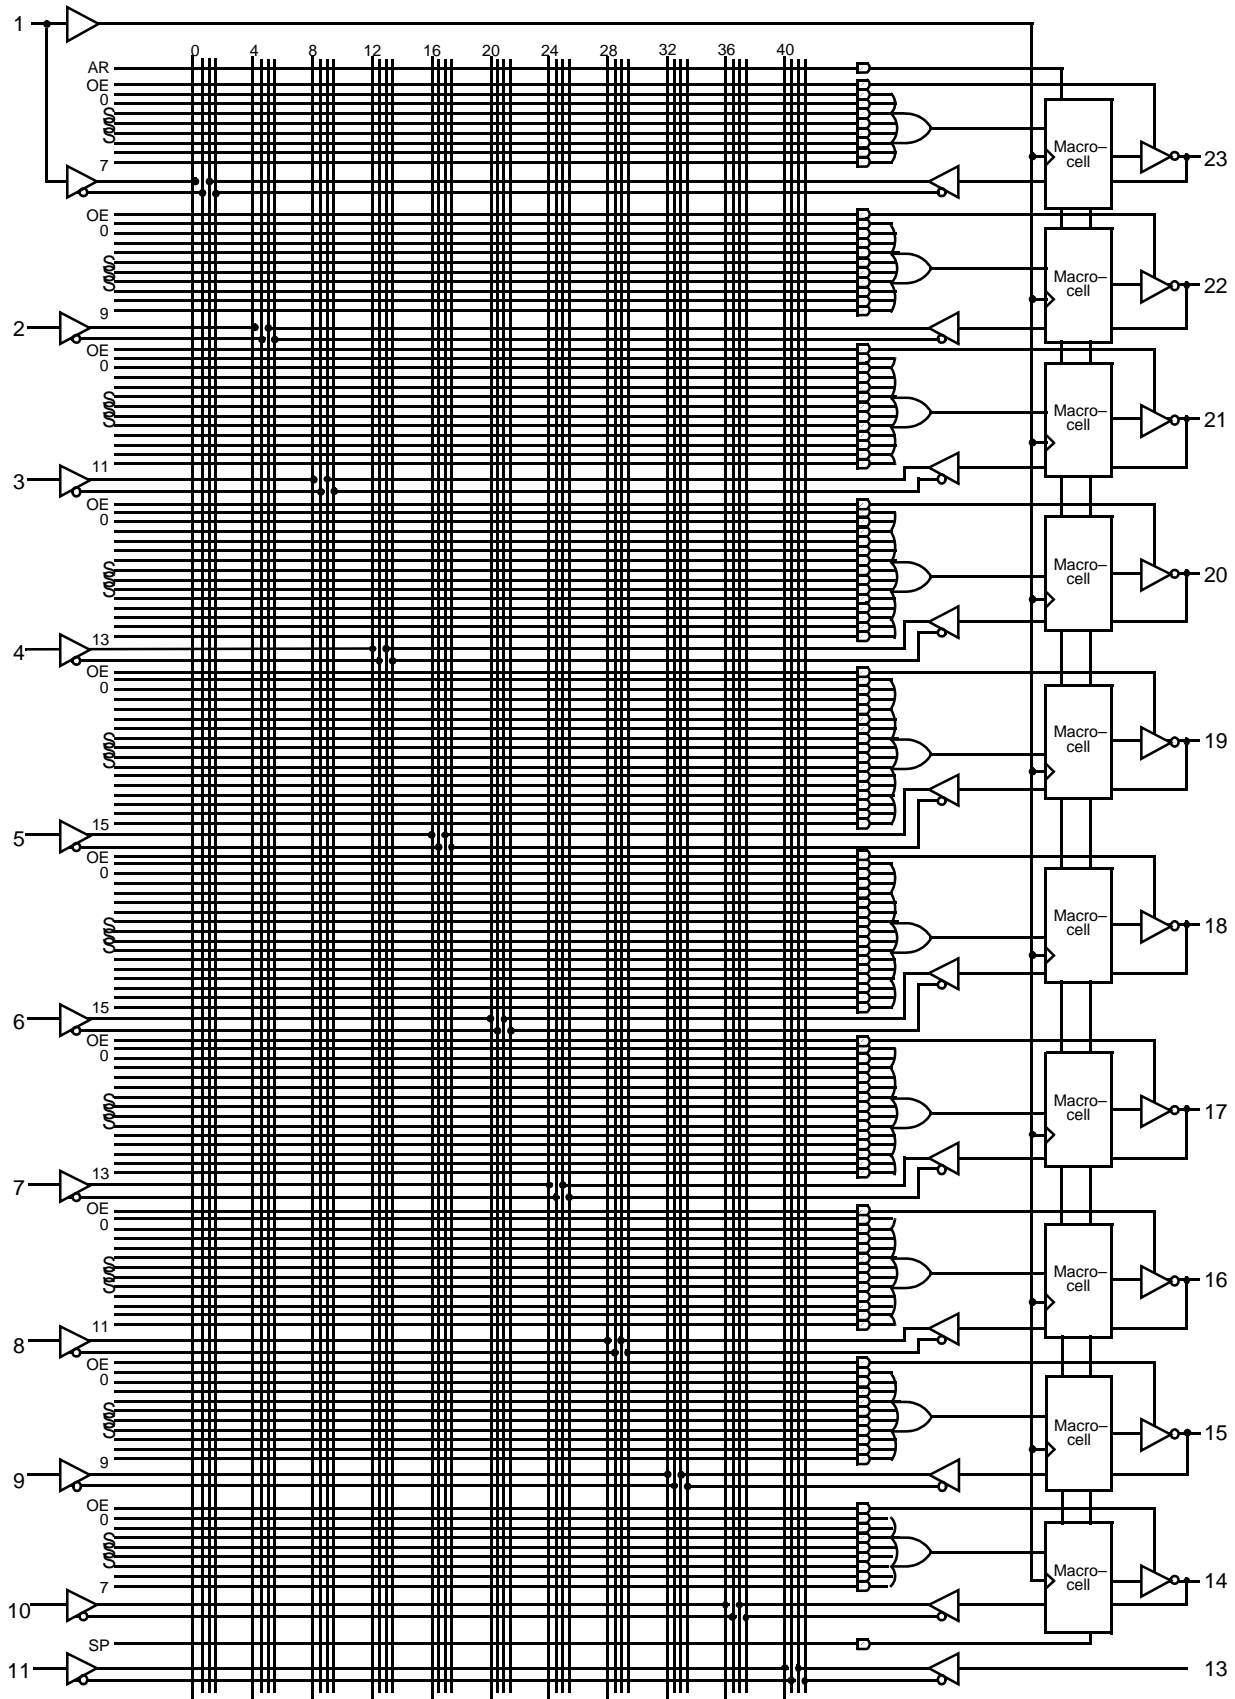 1
0 4 8 12 16 20 24 28 32 36 40
AR
OE
0
S
S
S
Macro–
cell
23
7
OE
0
S
S
S
Macro–
cell
22
9
2
OE
0
S
S
S
Macro–
cell
21
11
3
OE
0
S
S
S
Macro–
cell
20
13
4
OE
0
S
S
S
Macro–
cell
19
15
5
OE
0
S
S
S
Macro–
cell
18
15
6
OE
0
S
S
S
Macro–
cell
17
13
7
OE
0
S
S
S
Macro–
cell
16
11
8
OE
0
S
S
S
Macro–
cell
15
9
9
OE
0
S
S
S
Macro–
cell
14
7
10
SP
11 13